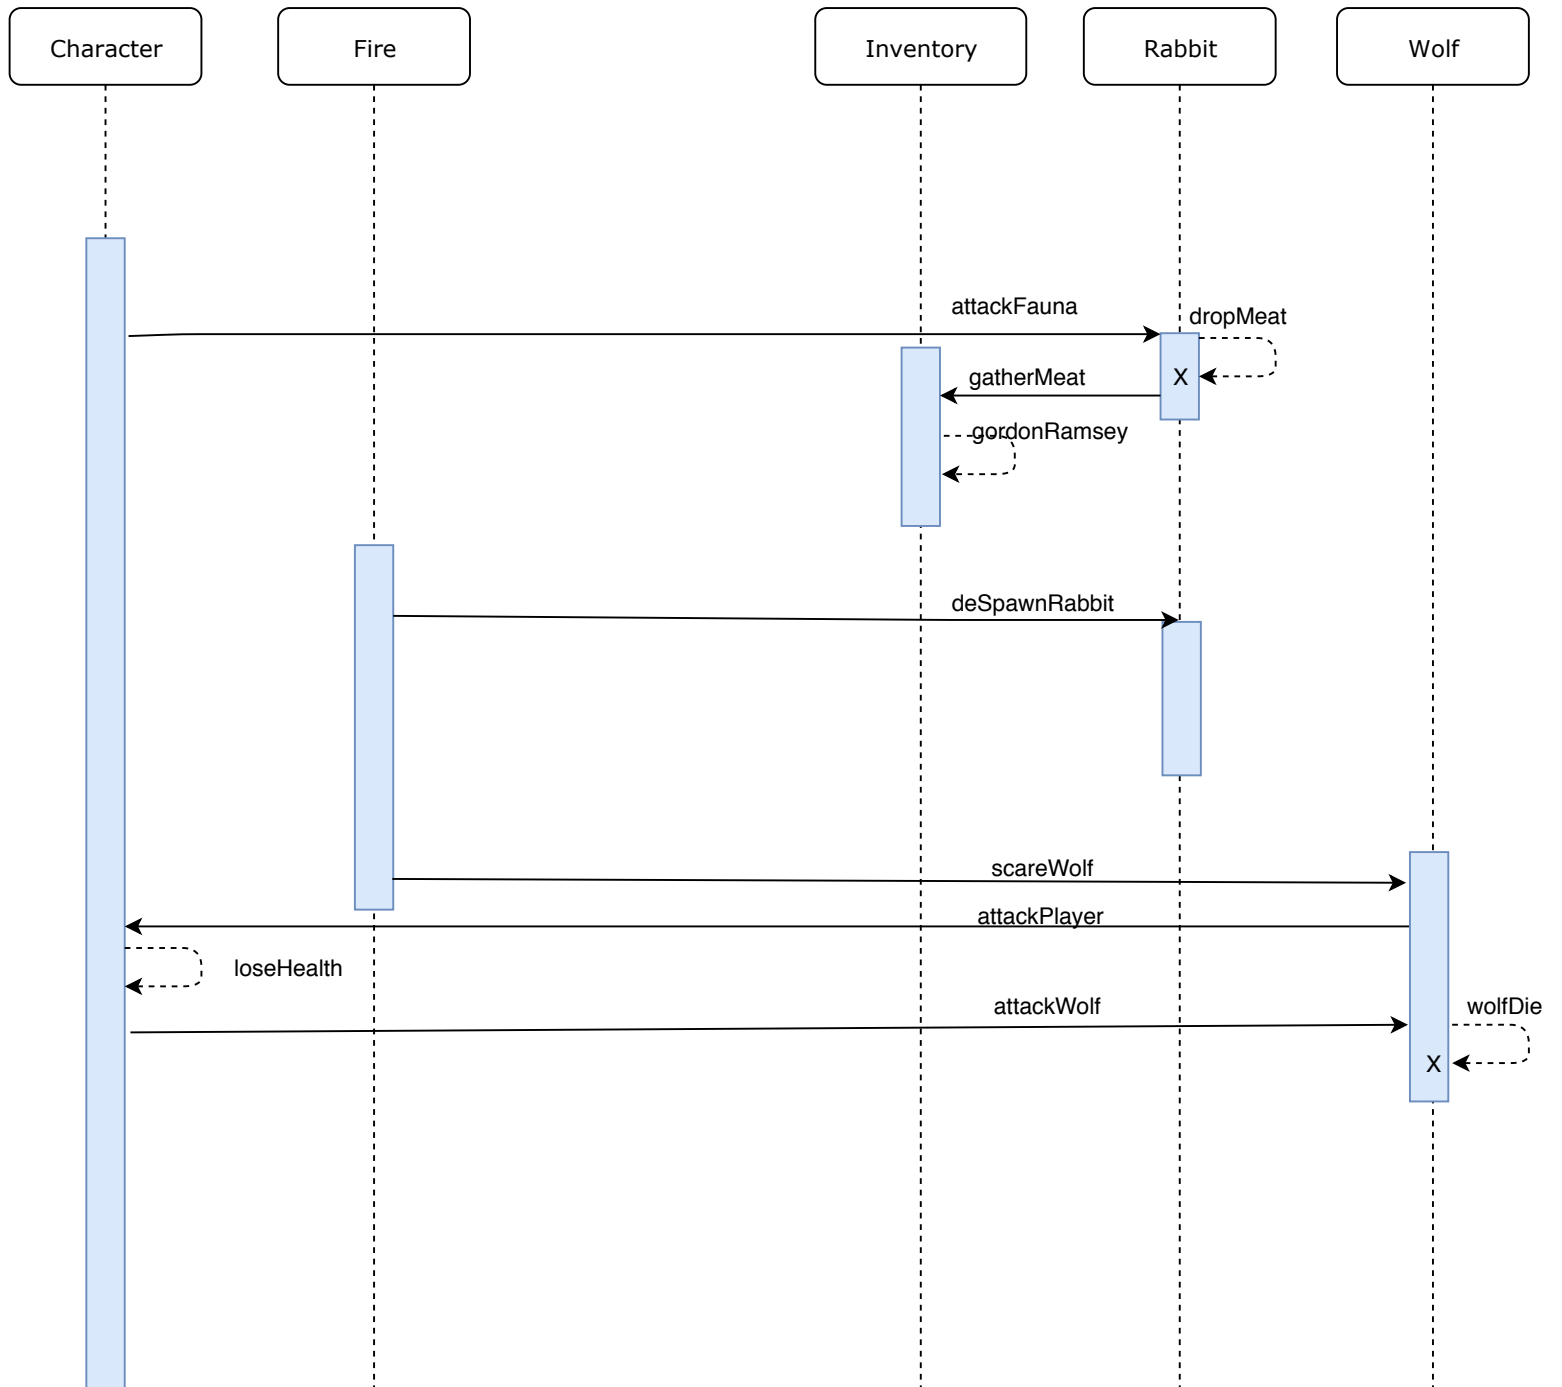 Character
Fire
Inventory
Rabbit
Wolf
attackFauna
dropMeat
gatherMeat
X
gordonRamsey
deSpawnRabbit
scareWolf
attackPlayer
loseHealth
attackWolf
wolfDie
X